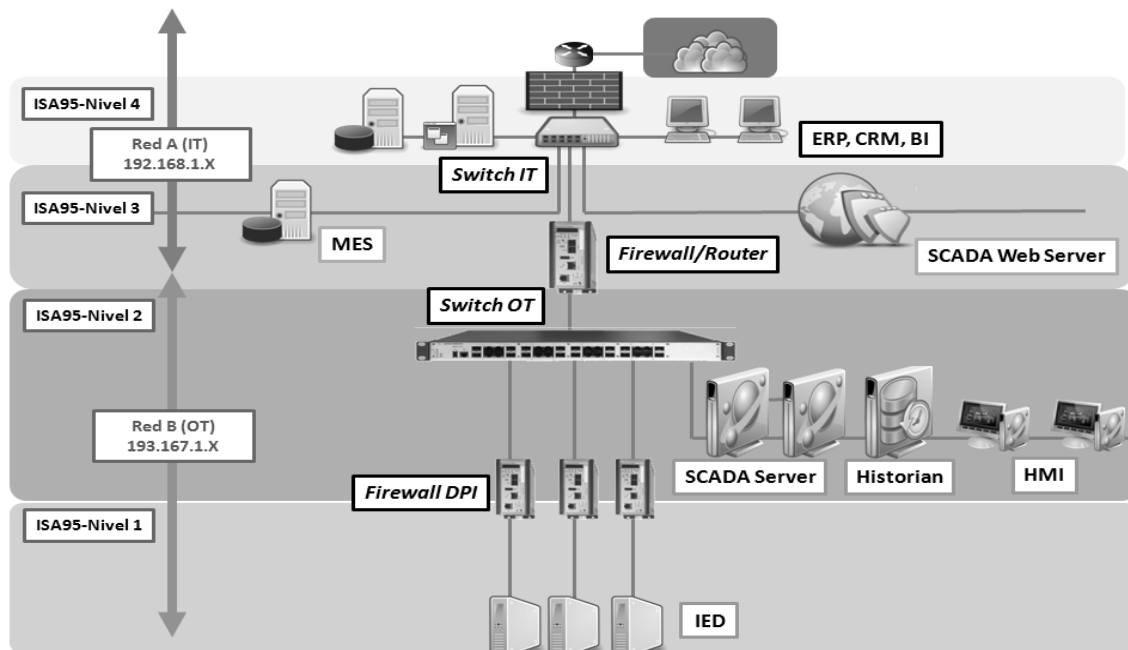 ISA95-Nivel 4
Red A (IT)
192.168.1.X
ERP, CRM, BI
Switch IT
ISA95-Nivel 3
MES
Firewall/Router
SCADA Web Server
ISA95-Nivel 2
Switch OT
Red B (OT)
193.167.1.X
SCADA Server
Historian
HMI
Firewall DPI
ISA95-Nivel 1
IED